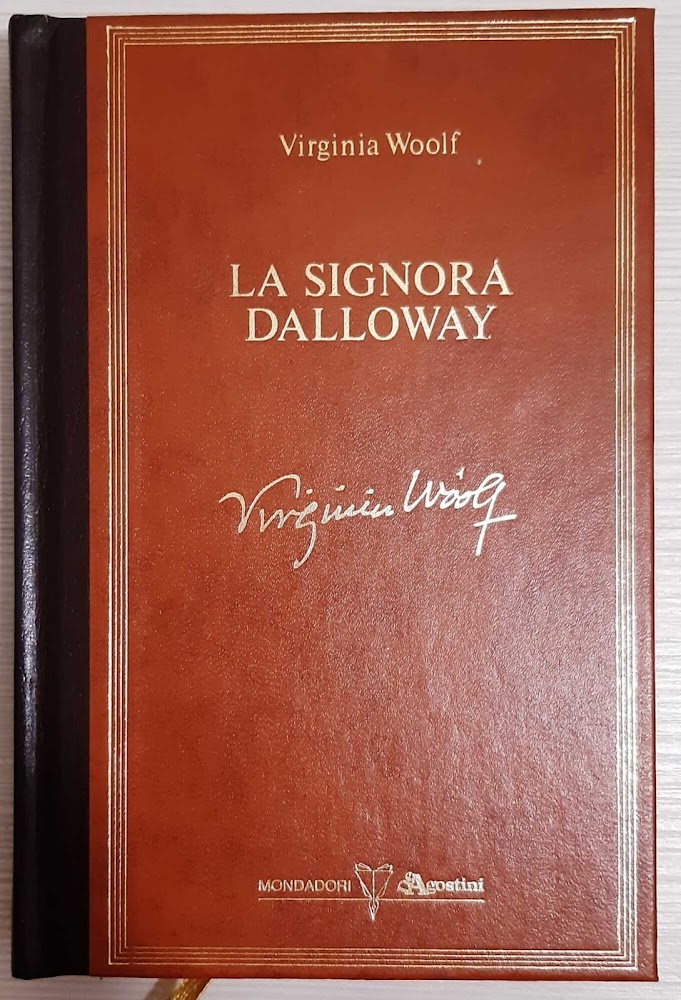 Virginia Woolf
LA SIGNORA
DALLOWAY
Virginia Woolf
MONDADORI DeAgostini